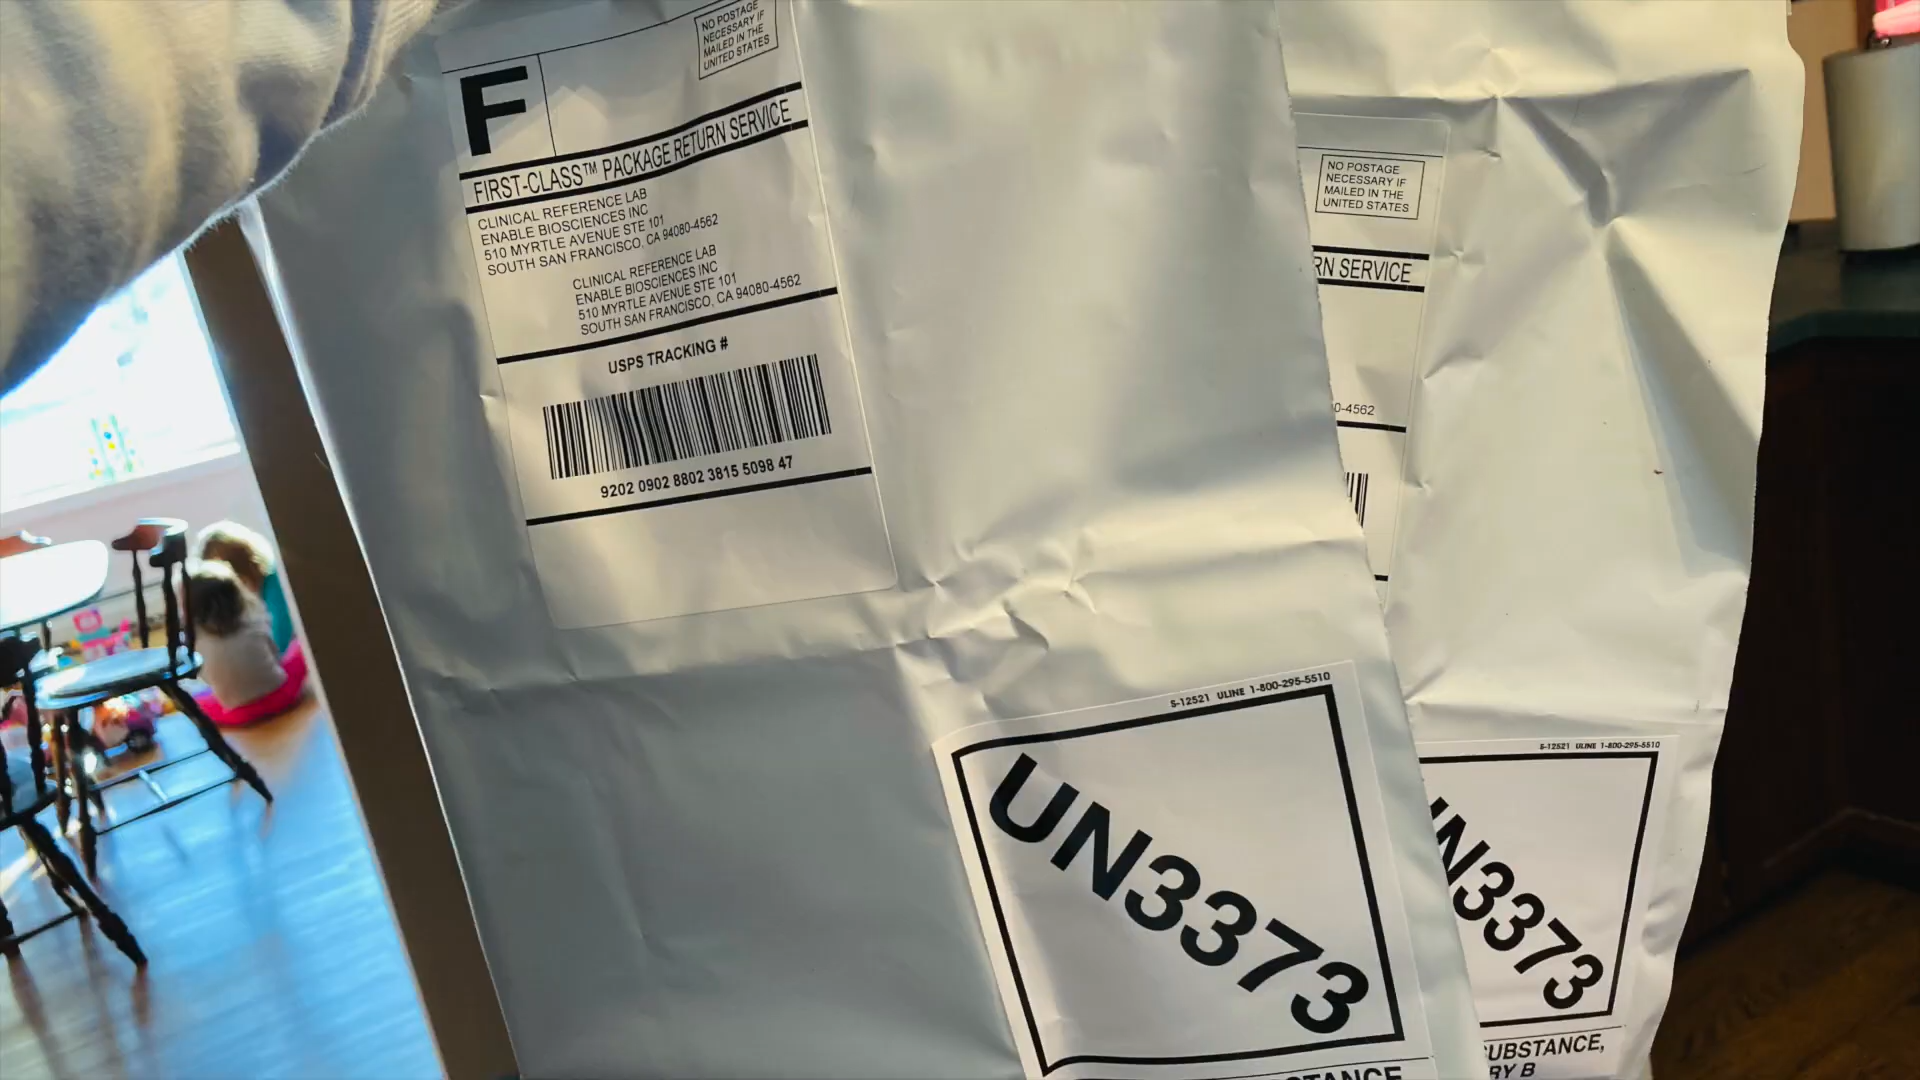 NO POSTAGE
NECESSARY IF
MAILED IN THE
UNITED STATES
F
FIRST-CLASS™ PACKAGE RETURN SERVICE
CLINICAL REFERENCE LAB
ENABLE BIOSCIENCES INC
510 MYRTLE AVENUE STE 101
SOUTH SAN FRANCISCO, CA 94080-4562
CLINICAL REFERENCE LAB
ENABLE BIOSCIENCES INC
510 MYRTLE AVENUE STE 101
SOUTH SAN FRANCISCO, CA 94080-4562
USPS TRACKING #
9202 0902 8802 3815 5098 47
S-12521 ULINE 1-800-295-5510
UN3373
STANCE
NO POSTAGE
NECESSARY IF
MAILED IN THE
UNITED STATES
RN SERVICE
0-4562
S-12521 ULINE 1-800-295-5510
UN3373
UBSTANCE,
RY B